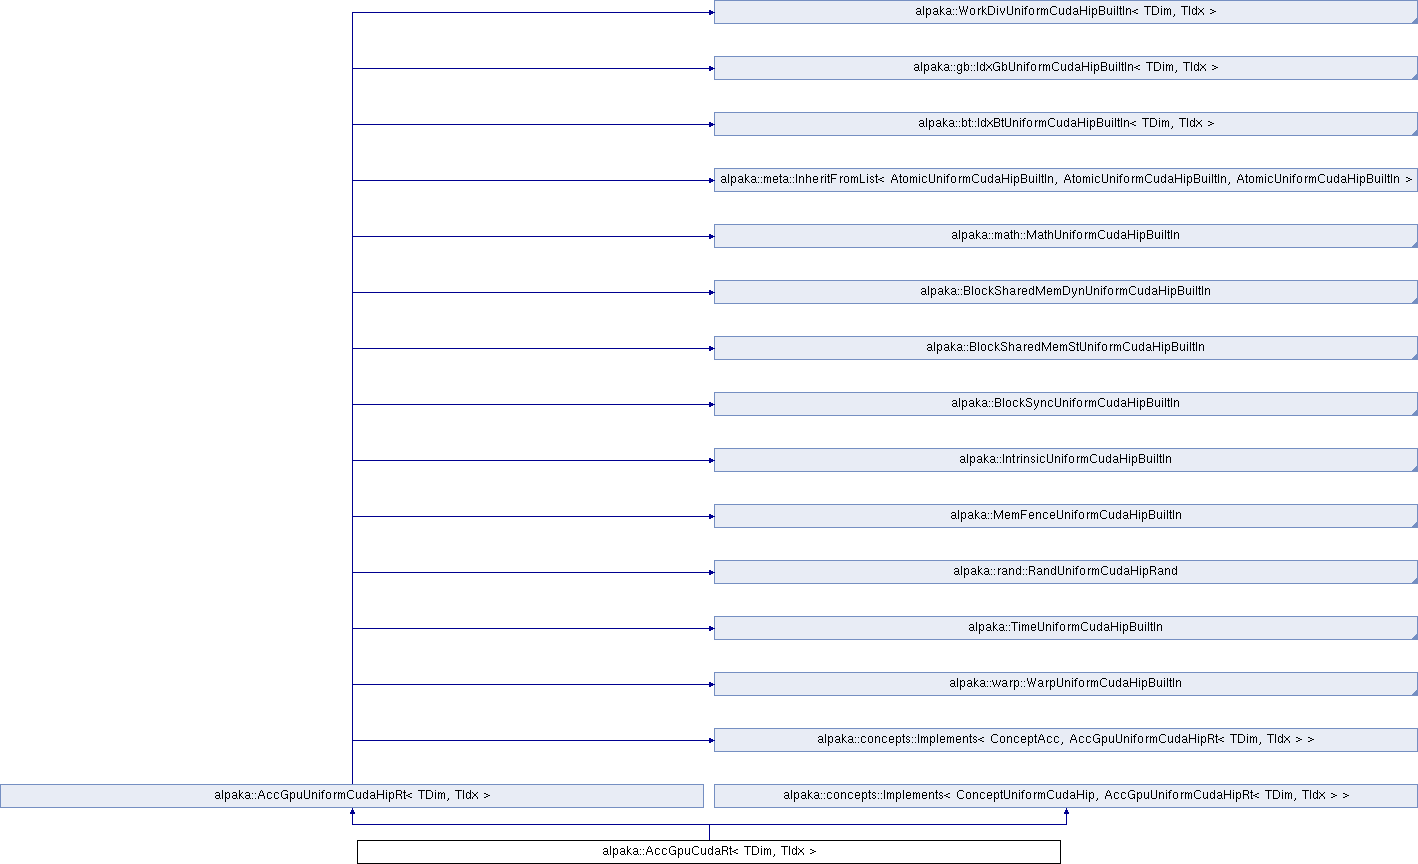 alpaka::WorkDivUniformCudaHipBuiltIn< TDim, TIdx >
alpaka::gb::IdxGbUniformCudaHipBuiltIn< TDim, TIdx >
alpaka::bt::IdxBtUniformCudaHipBuiltIn< TDim, TIdx >
alpaka::meta::InheritFromList< AtomicUniformCudaHipBuiltIn, AtomicUniformCudaHipBuiltIn, AtomicUniformCudaHipBuiltIn >
alpaka::math::MathUniformCudaHipBuiltIn
alpaka::BlockSharedMemDynUniformCudaHipBuiltIn
alpaka::BlockSharedMemStUniformCudaHipBuiltIn
alpaka::BlockSyncUniformCudaHipBuiltIn
alpaka::IntrinsicUniformCudaHipBuiltIn
alpaka::MemFenceUniformCudaHipBuiltIn
alpaka::rand::RandUniformCudaHipRand
alpaka::TimeUniformCudaHipBuiltIn
alpaka::warp::WarpUniformCudaHipBuiltIn
alpaka::concepts::Implements< ConceptAcc, AccGpuUniformCudaHipRt< TDim, TIdx > >
alpaka::AccGpuUniformCudaHipRt< TDim, TIdx >
alpaka::concepts::Implements< ConceptUniformCudaHip, AccGpuUniformCudaHipRt< TDim, TIdx > >
alpaka::AccGpuCudaRt< TDim, TIdx >